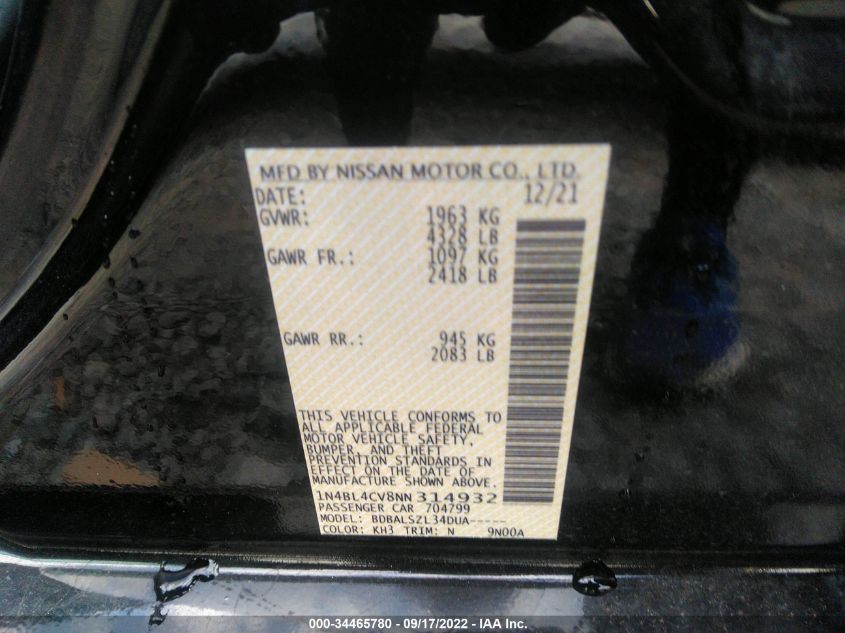 MFD BY NISSAN MOTOR CO., LTD.
DATE: 12/21
GVWR: 1963 KG
4328 LB
GAWR FR.: 1097 KG
2418 LB
GAWR RR.: 945 KG
2083 LB
THIS VEHICLE CONFORMS TO
ALL APPLICABLE FEDERAL
MOTOR VEHICLE SAFETY,
BUMPER, AND THEFT
PREVENTION STANDARDS IN
EFFECT ON THE DATE OF
MANUFACTURE SHOWN ABOVE.
1N4BL4CV8NN314932
PASSENGER CAR 704799
MODEL: BDBALSZL34DUA-----
COLOR: KH3 TRIM: N 9N00A
000-34465780 - 09/17/2022 - IAA Inc.